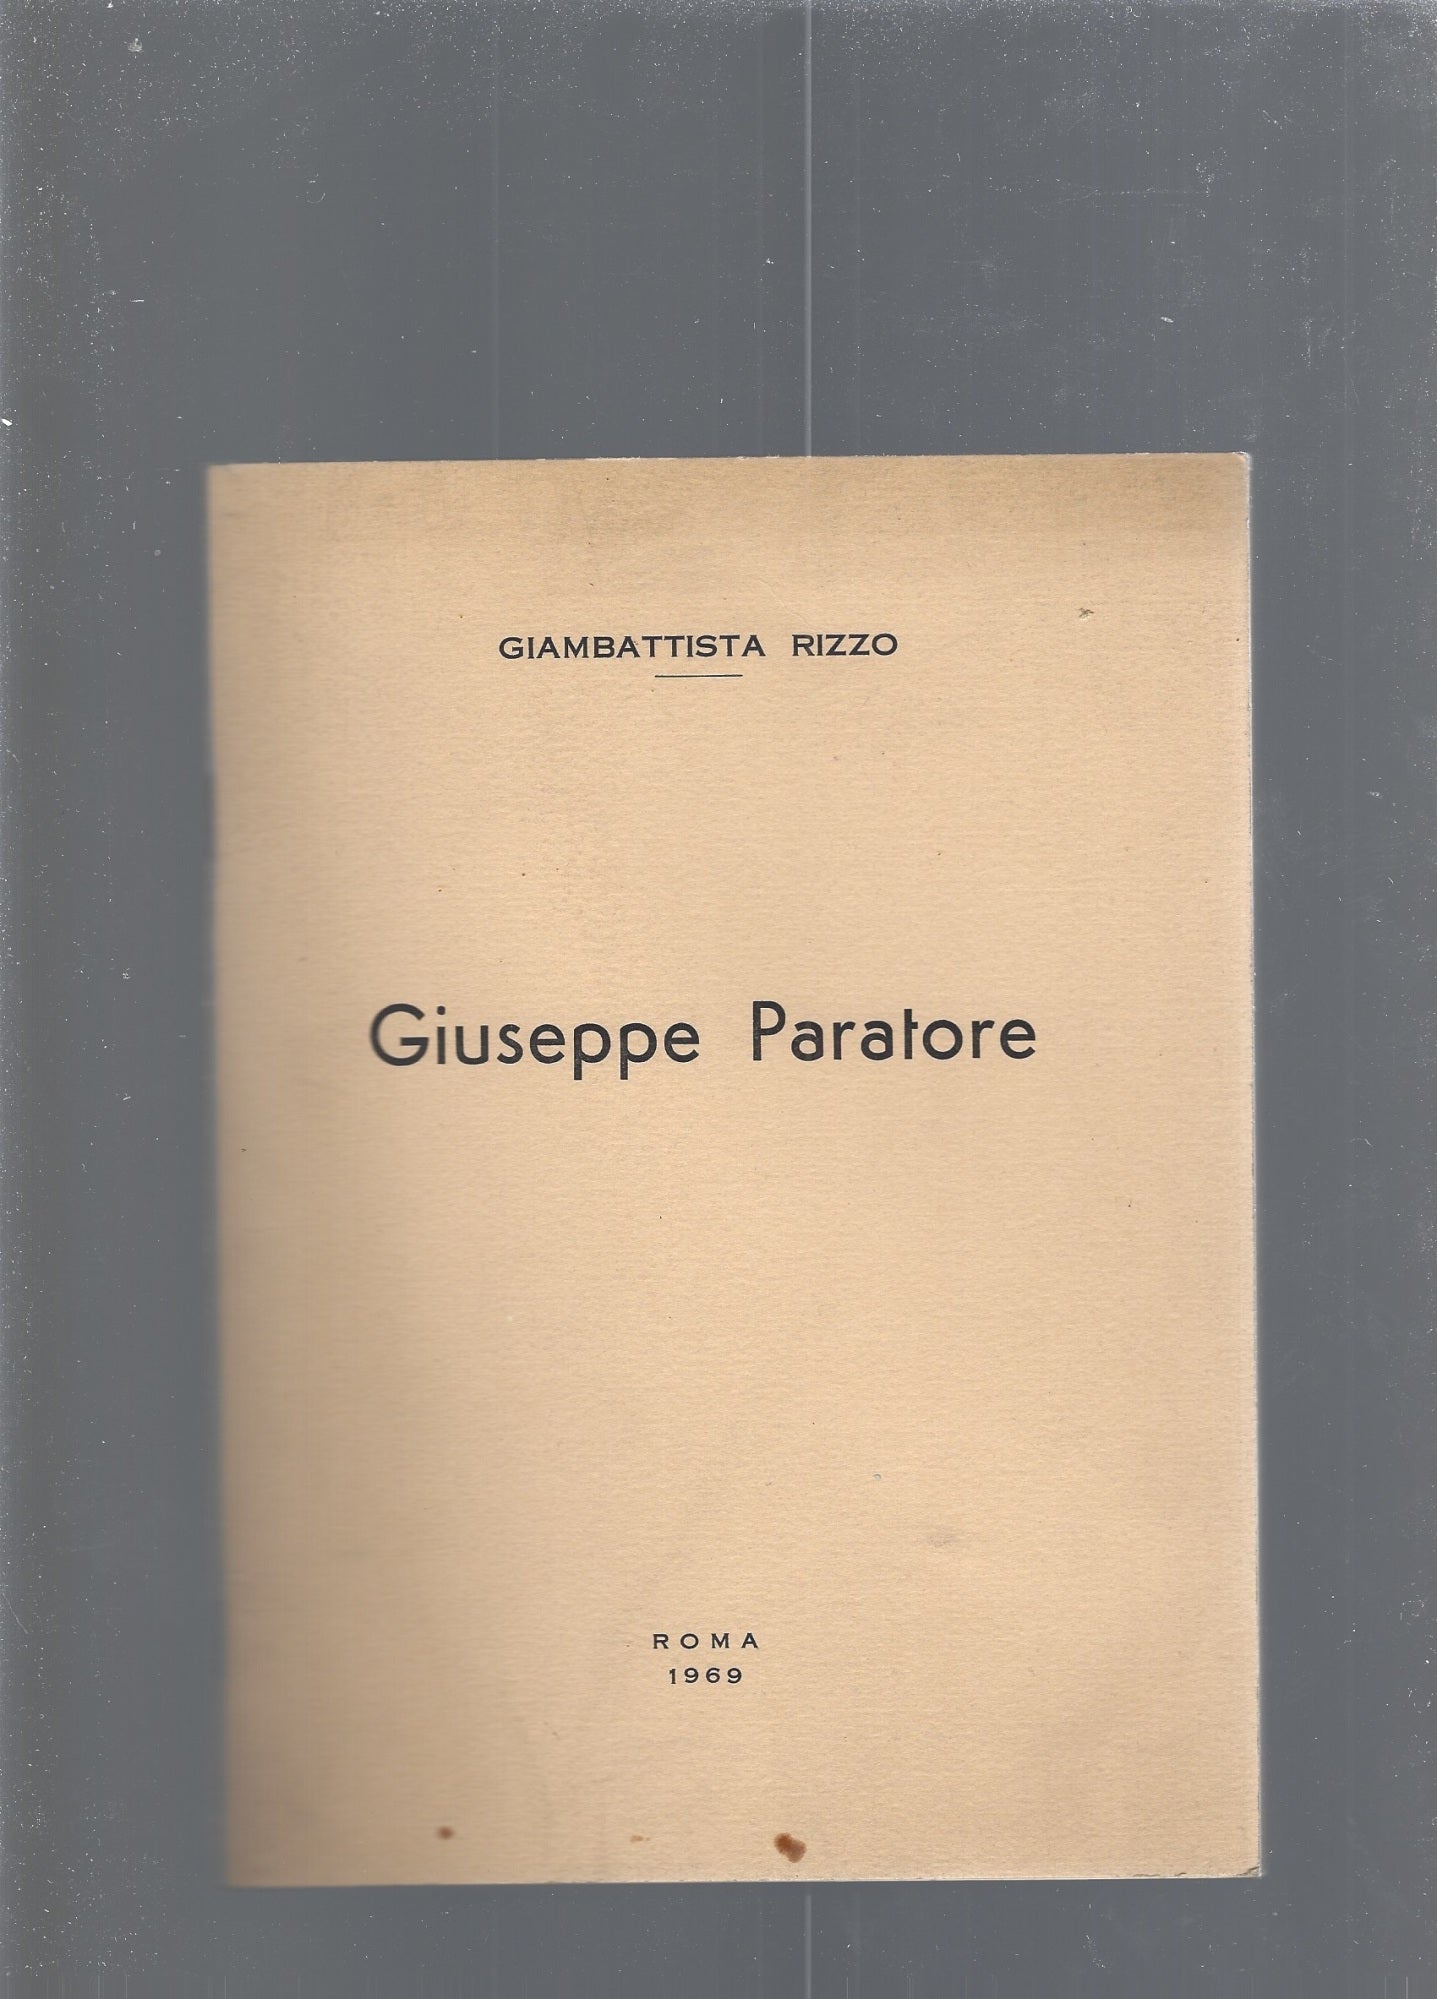 GIAMBATTISTA RIZZO
Giuseppe Paratore
ROMA
1969